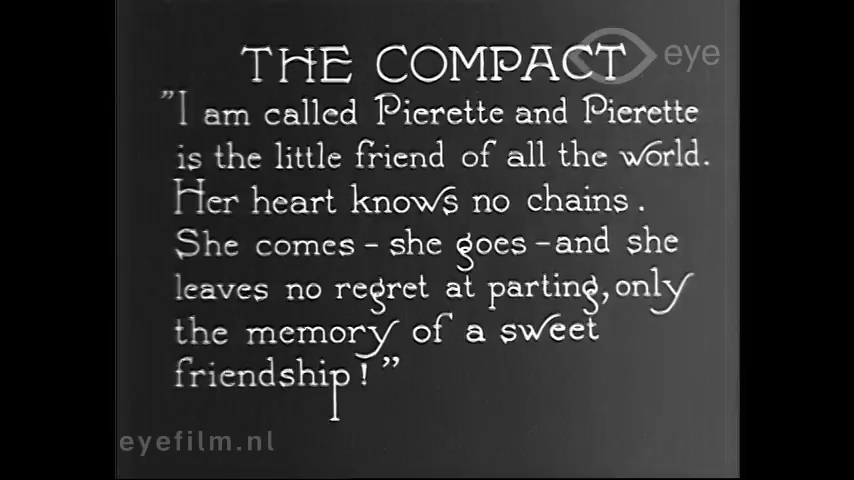 THE COMPACT
eye
"I am called Pierette and Pierette
is the little friend of all the world.
Her heart knows no chains.
She comes - she goes - and she
leaves no regret at parting, only
the memory of a sweet
friendship!"
eyefilm.nl